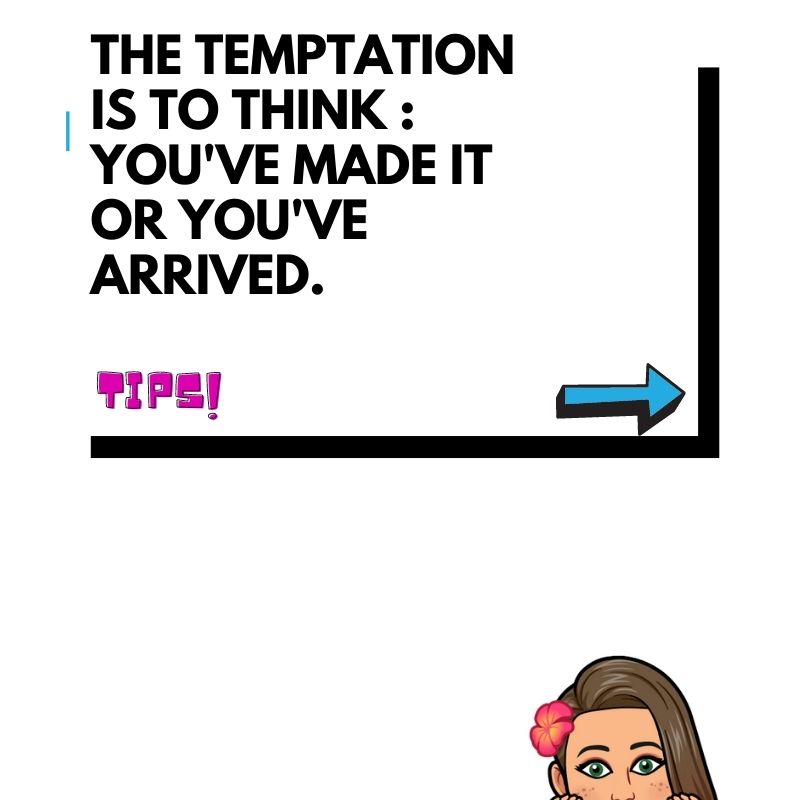 THE TEMPTATION
IS TO THINK :
YOU'VE MADE IT
OR YOU'VE
ARRIVED.
TIPS!